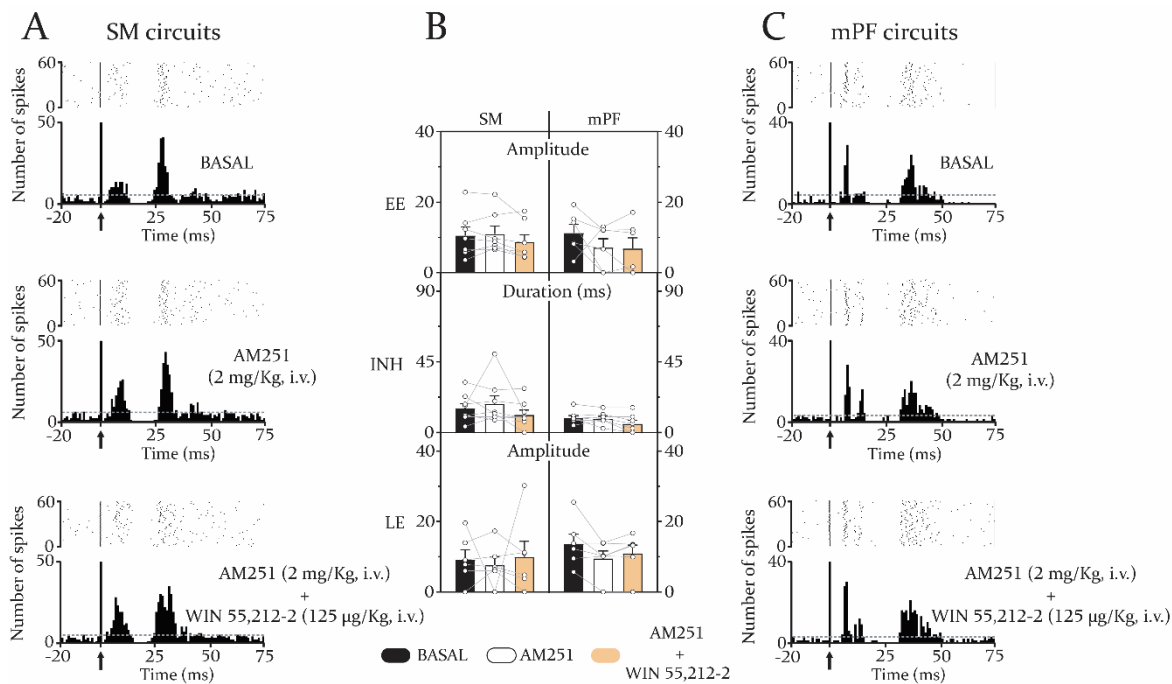 A
SM circuits
60
Number of spikes
0
50
BASAL
0
-20 0 25 50 75
Time (ms)
60
Number of spikes
0
50
AM251
(2 mg/Kg, i.v.)
0
-20 0 25 50 75
Time (ms)
60
Number of spikes
0
50
AM251 (2 mg/Kg, i.v.)
+
WIN 55,212-2 (125 µg/Kg, i.v.)
0
-20 0 25 50 75
Time (ms)
B
SM mPF
40 40
Amplitude
EE
20 20
0 0
90 Duration (ms) 90
INH
45 45
0 0
40 Amplitude 40
LE
20 20
0 0
BASAL AM251 AM251
+
WIN 55,212-2
C
mPF circuits
60
Number of spikes
0
40
BASAL
0
-20 0 25 50 75
Time (ms)
60
Number of spikes
0
40
AM251
(2 mg/Kg, i.v.)
0
-20 0 25 50 75
Time (ms)
60
Number of spikes
0
40
AM251 (2 mg/Kg, i.v.)
+
WIN 55,212-2 (125 µg/Kg, i.v.)
0
-20 0 25 50 75
Time (ms)